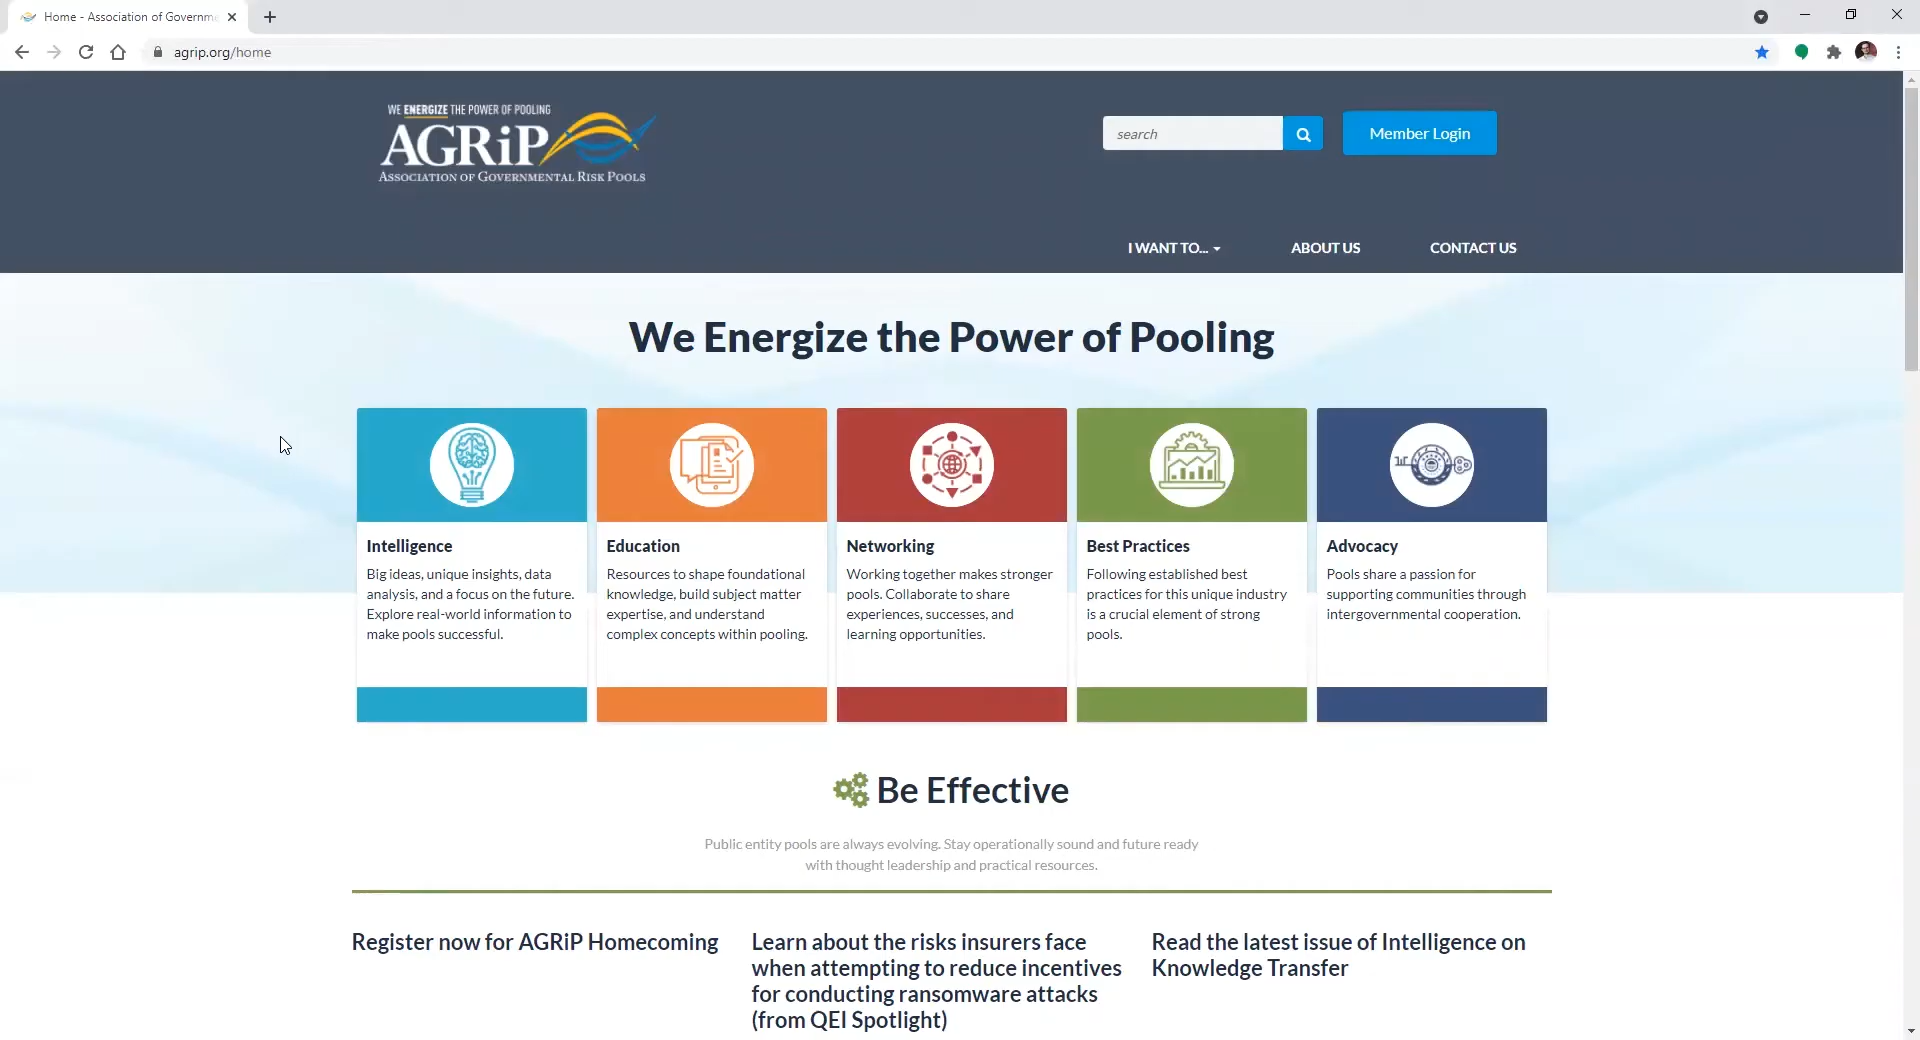 Home - Association of Governme
agrip.org/home
WE ENERGIZE THE POWER OF POOLING
AGRiP
ASSOCIATION OF GOVERNMENTAL RISK POOLS
search
Member Login
I WANT TO...
ABOUT US
CONTACT US
We Energize the Power of Pooling
Intelligence
Big ideas, unique insights, data
analysis, and a focus on the future.
Explore real-world information to
make pools successful.
Education
Resources to shape foundational
knowledge, build subject matter
expertise, and understand
complex concepts within pooling.
Networking
Working together makes stronger
pools. Collaborate to share
experiences, successes, and
learning opportunities.
Best Practices
Following established best
practices for this unique industry
is a crucial element of strong
pools.
Advocacy
Pools share a passion for
supporting communities through
intergovernmental cooperation.
Be Effective
Public entity pools are always evolving. Stay operationally sound and future ready
with thought leadership and practical resources.
Register now for AGRiP Homecoming
Learn about the risks insurers face
when attempting to reduce incentives
for conducting ransomware attacks
(from QEI Spotlight)
Read the latest issue of Intelligence on
Knowledge Transfer